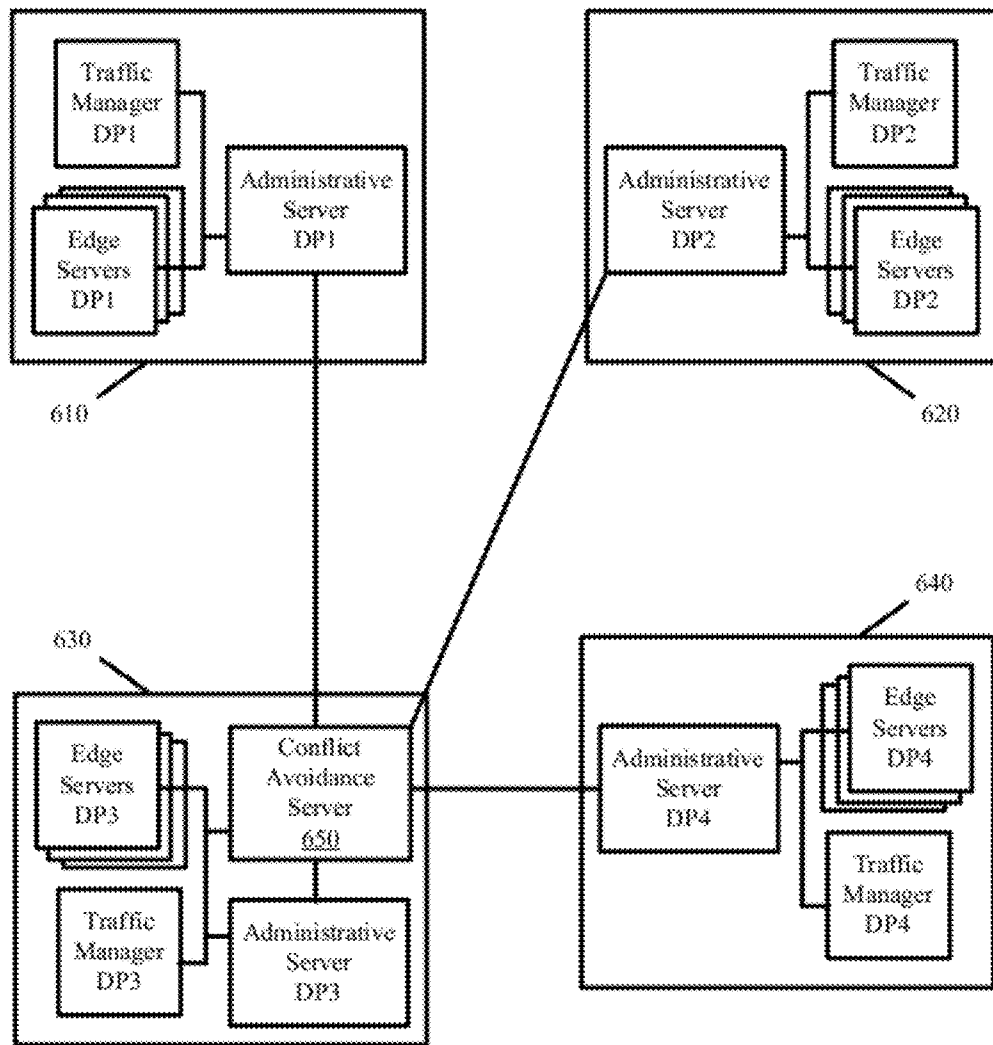 Traffic
Manager
DP1
Administrative
Server
DP1
Edge
Servers
DP1
610
Traffic
Manager
DP2
Administrative
Server
DP2
Edge
Servers
DP2
620
630
Edge
Servers
DP3
Conflict
Avoidance
Server
650
Traffic
Manager
DP3
Administrative
Server
DP3
640
Edge
Servers
DP4
Administrative
Server
DP4
Traffic
Manager
DP4